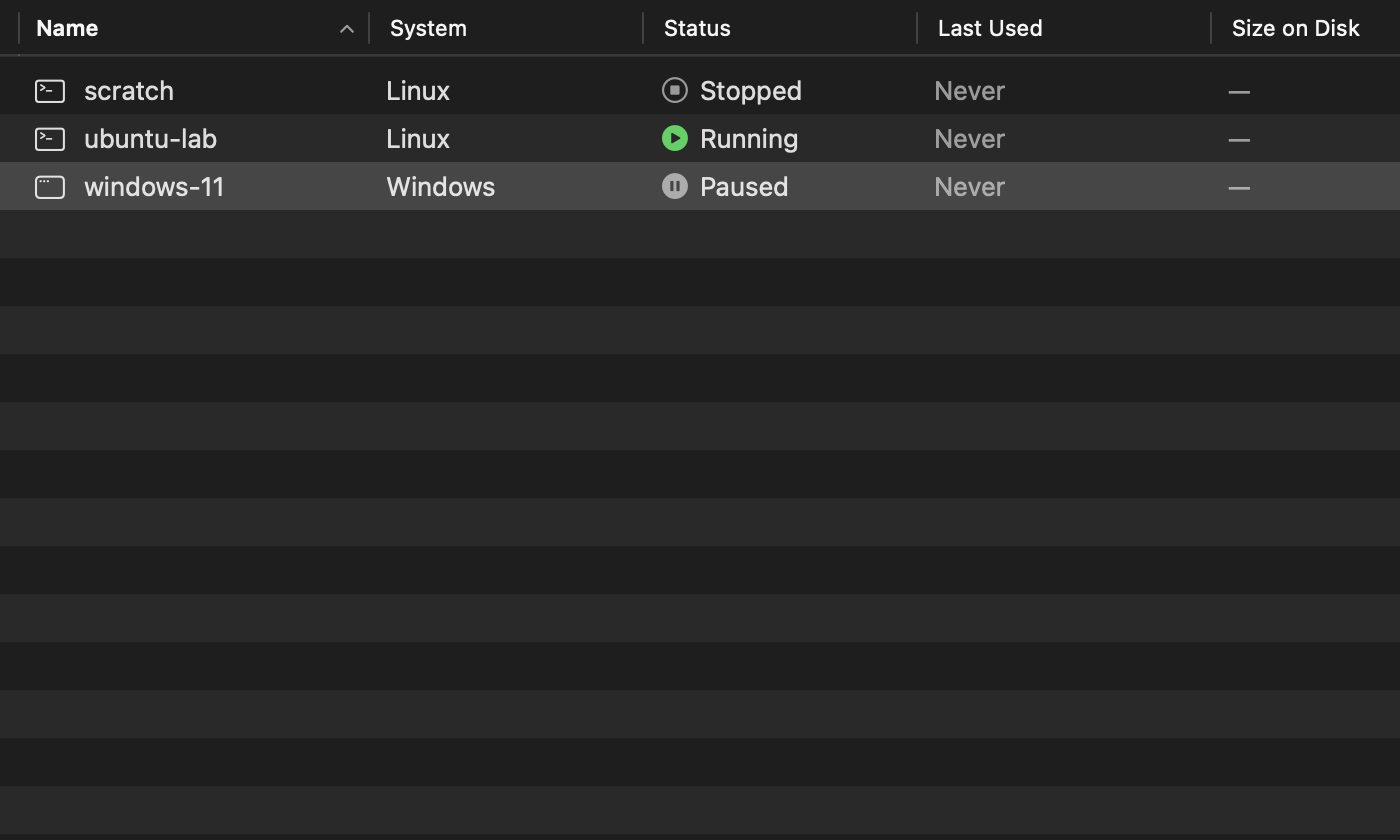 Name System Status Last Used Size on Disk
scratch Linux Stopped Never —
ubuntu-lab Linux Running Never —
windows-11 Windows Paused Never —